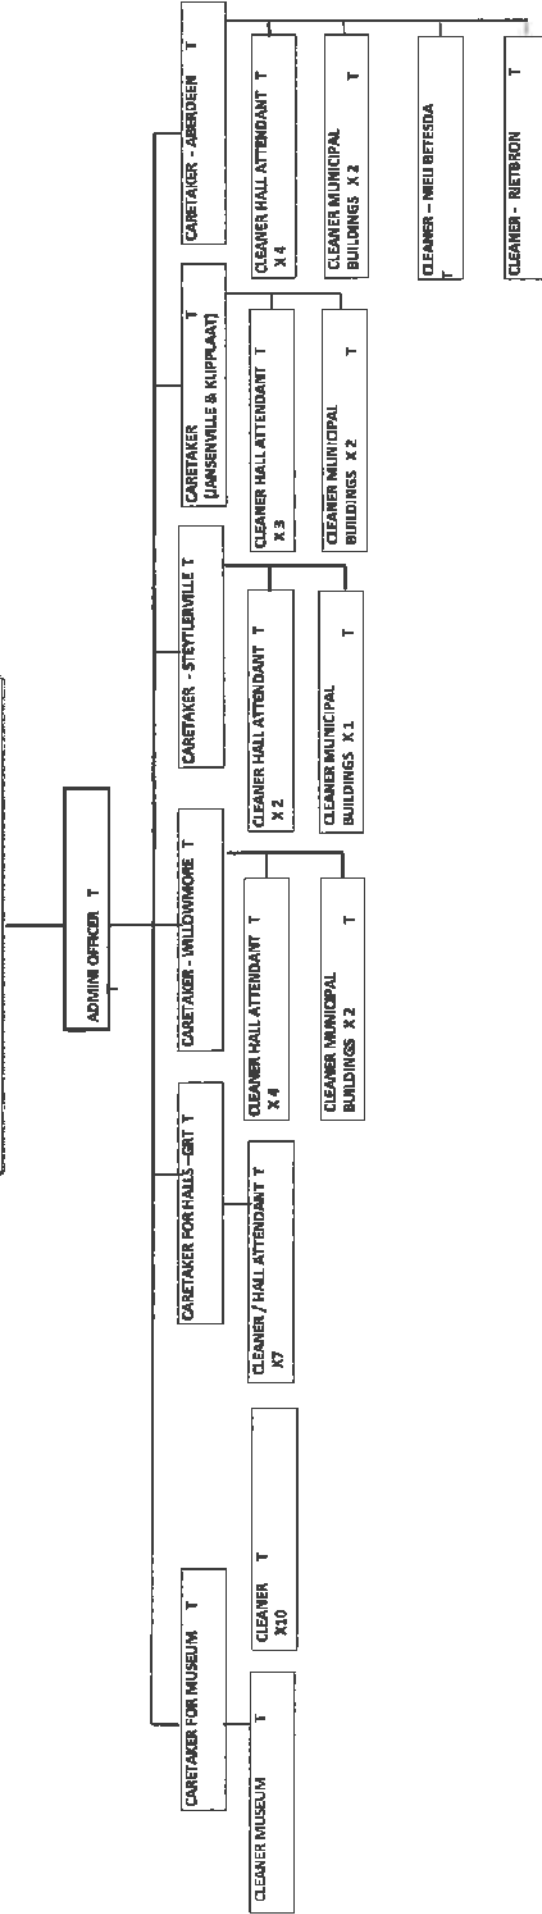 ADMINI OFFICER T
T
CARETAKER FOR MUSEUM T
CARETAKER FOR HALLS –GRT T
CARETAKER - WILLOWMORE T
CARETAKER - STEYTLERVILLE T
CARETAKER T
(JANSENVILLE & KLIPPLAAT)
CARETAKER - ABERDEEN T
CLEANER MUSEUM T
CLEANER T
X10
CLEANER / HALL ATTENDANT T
X7
CLEANER HALL ATTENDANT T
X 4
CLEANER MUNICIPAL
BUILDINGS X 2 T
CLEANER HALL ATTENDANT T
X 2
CLEANER MUNICIPAL
BUILDINGS X 1 T
CLEANER HALL ATTENDANT T
X 3
CLEANER MUNICIPAL
BUILDINGS X 2 T
CLEANER HALL ATTENDANT T
X 4
CLEANER MUNICIPAL
BUILDINGS X 2 T
CLEANER – NIEU BETESDA
T
CLEANER - RIETBRON T